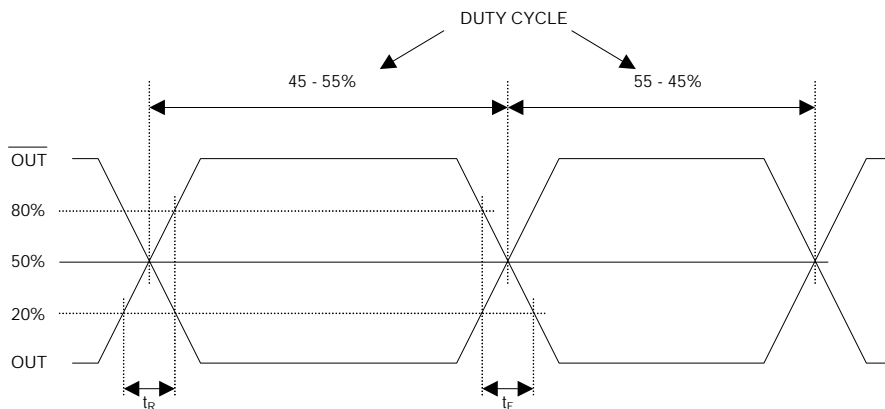 DUTY CYCLE
45 - 55%
55 - 45%
OUT
80%
50%
20%
OUT
tR
tF